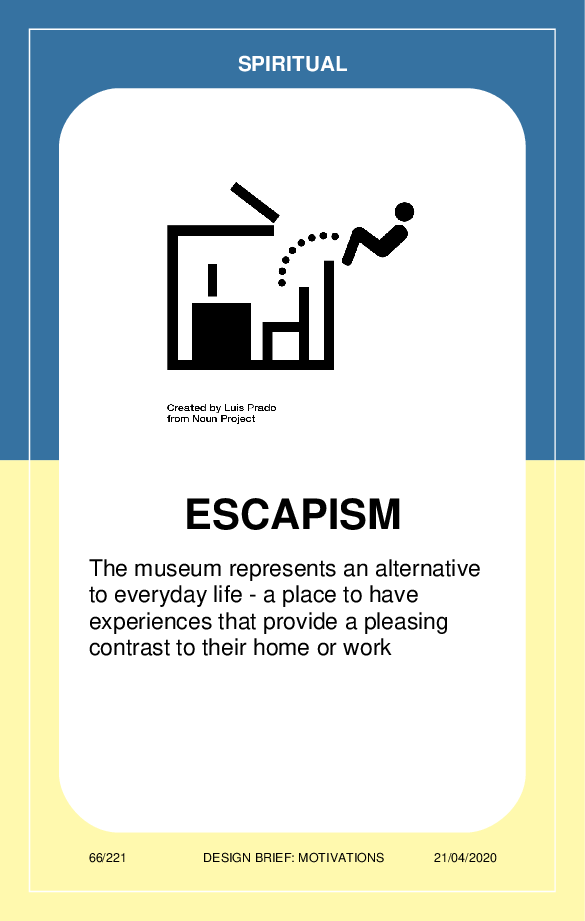 SPIRITUAL
Created by Luis Prado
from Noun Project
ESCAPISM
The museum represents an alternative
to everyday life - a place to have
experiences that provide a pleasing
contrast to their home or work
66/221
DESIGN BRIEF: MOTIVATIONS
21/04/2020